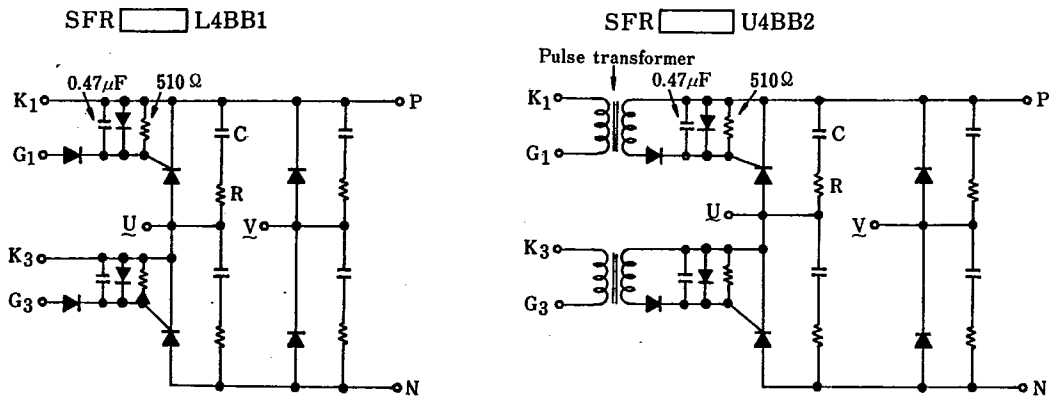 SFR L4BB1
0.47μF
510Ω
K1
P
C
G1
R
U
V
K3
G3
N
SFR U4BB2
Pulse transformer
0.47μF
510Ω
K1
P
C
G1
R
U
V
K3
G3
N